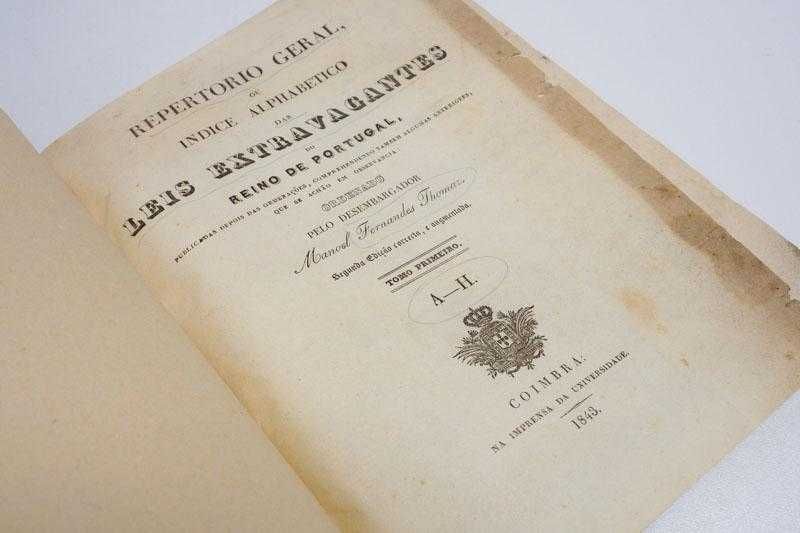 REPERTORIO GERAL,
OU
INDICE ALPHABETICO
DAS
LEIS EXTRAVAGANTES
DO
REINO DE PORTUGAL,
PUBLICADAS DEPOIS DAS ORDENAÇÕES, COMPREHENDENDO TAMBEM ALGUMAS ANTERIORES,
QUE SE ACHÃO EM OBSERVANCIA
ORDENADO
PELO DESEMBARGADOR
Manoel Fernandes Thomaz.
Segunda Edição correcta, e augmentada.
TOMO PRIMEIRO.
A—H.
COIMBRA:
NA IMPRENSA DA UNIVERSIDADE.
1843.